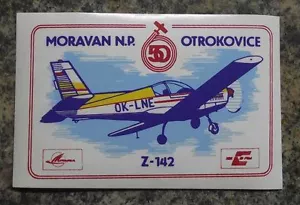 MORAVAN N.P. 50 OTROKOVICE
OK-LNE
Z-142